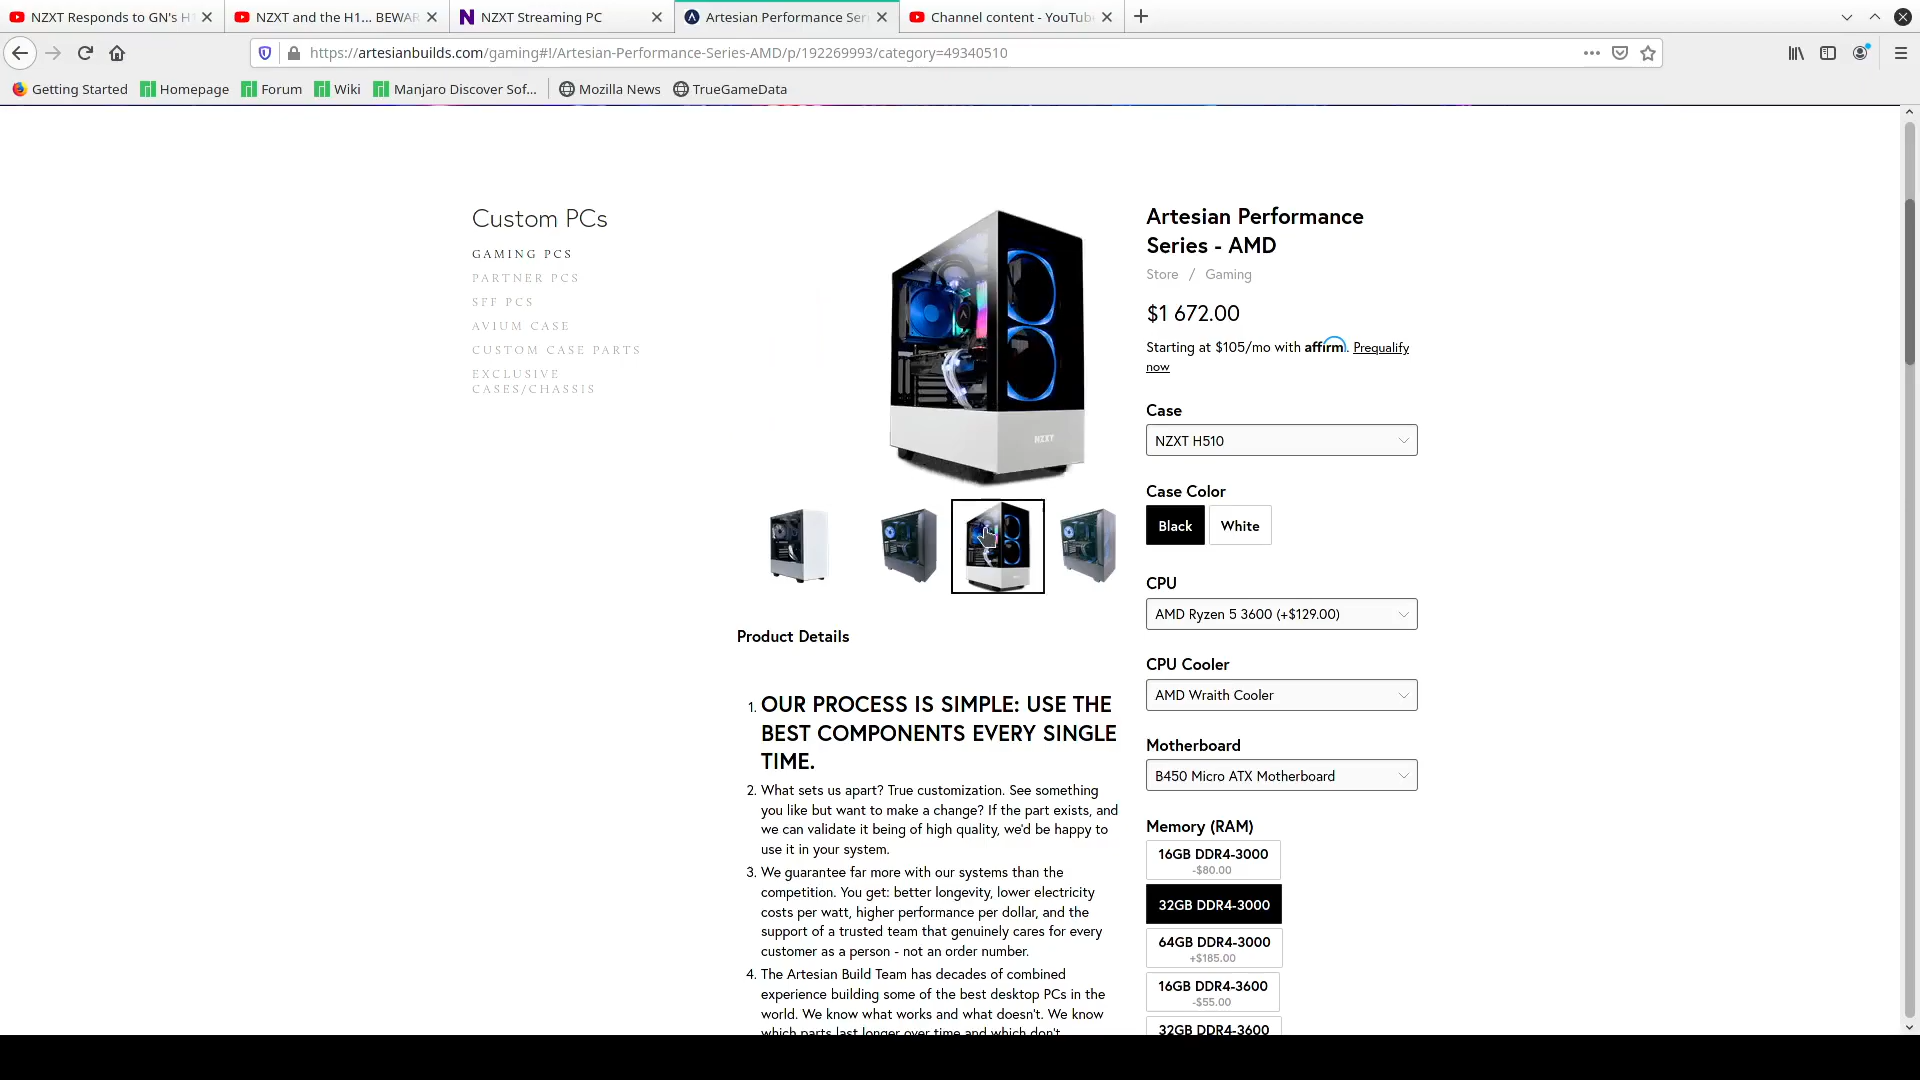 NZXT Responds to GN's H
NZXT and the H1... BEWAR
NZXT Streaming PC
Artesian Performance Ser
Channel content - YouTub
https://artesianbuilds.com/gaming#!/Artesian-Performance-Series-AMD/p/192269993/category=49340510
Getting Started
Homepage
Forum
Wiki
Manjaro Discover Sof...
Mozilla News
TrueGameData
Custom PCs
GAMING PCS
PARTNER PCS
SFF PCS
AVIUM CASE
CUSTOM CASE PARTS
EXCLUSIVE
CASES/CHASSIS
NZXT
Product Details
1. OUR PROCESS IS SIMPLE: USE THE
BEST COMPONENTS EVERY SINGLE
TIME.
2. What sets us apart? True customization. See something
you like but want to make a change? If the part exists, and
we can validate it being of high quality, we'd be happy to
use it in your system.
3. We guarantee far more with our systems than the
competition. You get: better longevity, lower electricity
costs per watt, higher performance per dollar, and the
support of a trusted team that genuinely cares for every
customer as a person - not an order number.
4. The Artesian Build Team has decades of combined
experience building some of the best desktop PCs in the
world. We know what works and what doesn't. We know
which parts last longer over time and which don't.
Artesian Performance
Series - AMD
Store / Gaming
$1 672.00
Starting at $105/mo with affirm. Prequalify
now
Case
NZXT H510
Case Color
Black
White
CPU
AMD Ryzen 5 3600 (+$129.00)
CPU Cooler
AMD Wraith Cooler
Motherboard
B450 Micro ATX Motherboard
Memory (RAM)
16GB DDR4-3000
-$80.00
32GB DDR4-3000
64GB DDR4-3000
+$185.00
16GB DDR4-3600
-$55.00
32GB DDR4-3600